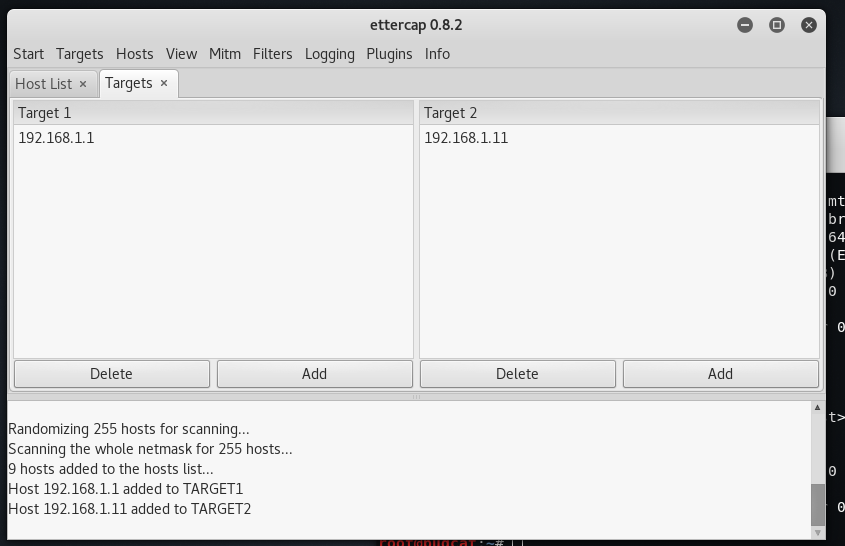 ettercap 0.8.2
Start Targets Hosts View Mitm Filters Logging Plugins Info
Host List × Targets ×
Target 1 Target 2
192.168.1.1 192.168.1.11
Delete Add Delete Add
Randomizing 255 hosts for scanning...
Scanning the whole netmask for 255 hosts...
9 hosts added to the hosts list...
Host 192.168.1.1 added to TARGET1
Host 192.168.1.11 added to TARGET2
mt
br
64
(E
)
0
0
t>
0
0